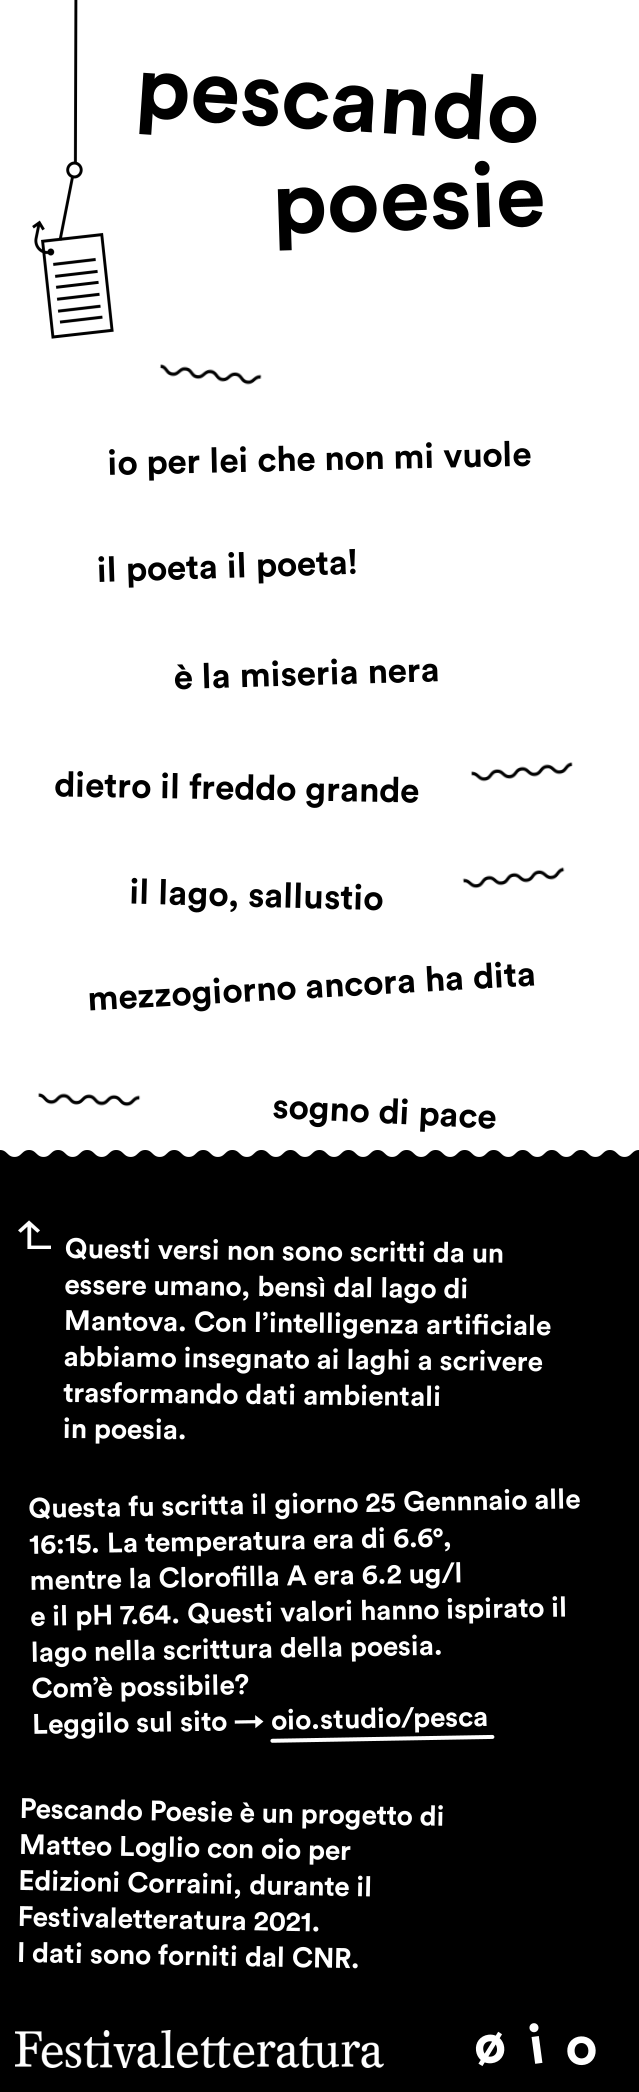 pescando
poesie
io per lei che non mi vuole
il poeta il poeta!
è la miseria nera
dietro il freddo grande
il lago, sallustio
mezzogiorno ancora ha dita
sogno di pace
Questi versi non sono scritti da un
essere umano, bensì dal lago di
Mantova. Con l’intelligenza artificiale
abbiamo insegnato ai laghi a scrivere
trasformando dati ambientali
in poesia.
Questa fu scritta il giorno 25 Gennnaio alle
16:15. La temperatura era di 6.6°,
mentre la Clorofilla A era 6.2 ug/l
e il pH 7.64. Questi valori hanno ispirato il
lago nella scrittura della poesia.
Com’è possibile?
Leggilo sul sito → oio.studio/pesca
Pescando Poesie è un progetto di
Matteo Loglio con oio per
Edizioni Corraini, durante il
Festivaletteratura 2021.
I dati sono forniti dal CNR.
Festivaletteratura
ø i o